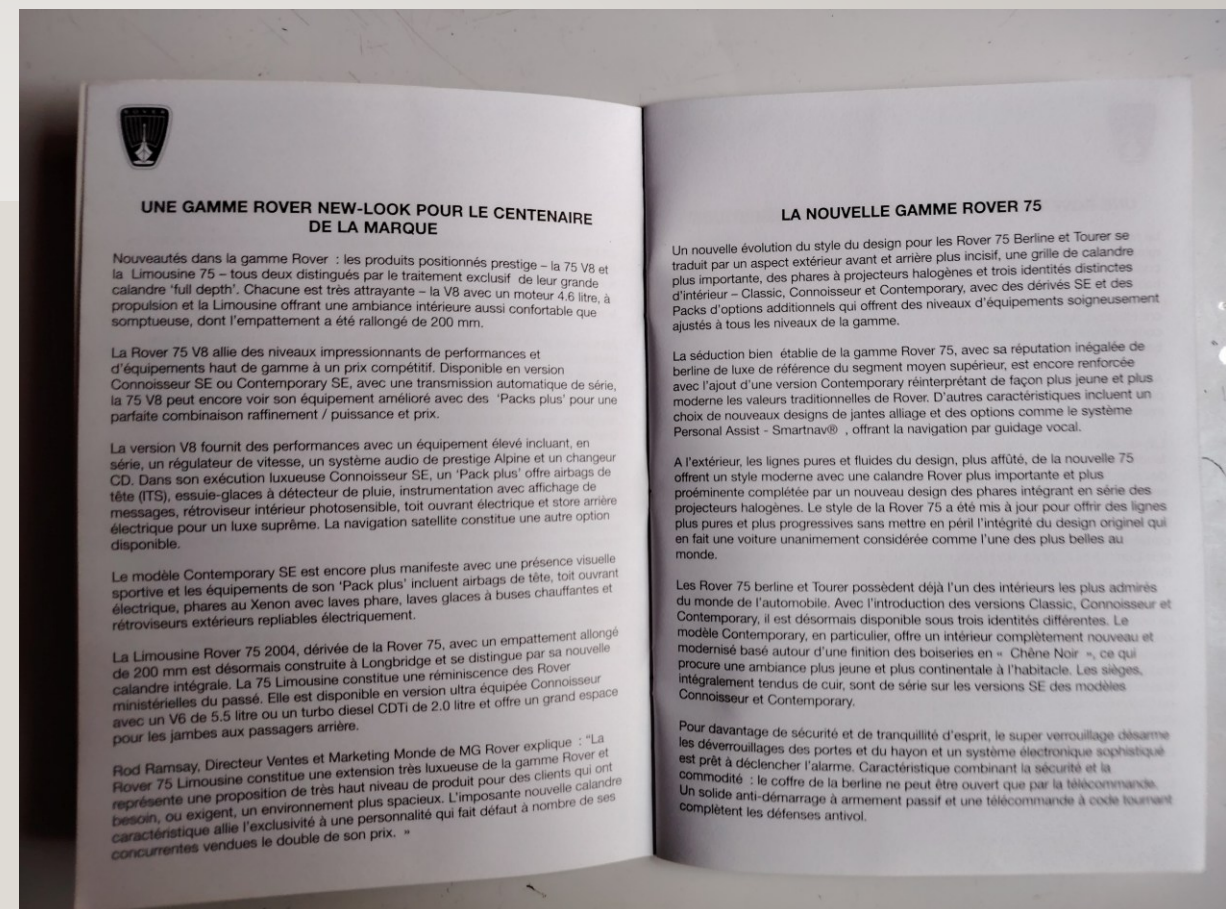 ROVER
UNE GAMME ROVER NEW-LOOK POUR LE CENTENAIRE
DE LA MARQUE
Nouveautés dans la gamme Rover : les produits positionnés prestige – la 75 V8 et
la Limousine 75 – tous deux distingués par le traitement exclusif de leur grande
calandre 'full depth'. Chacune est très attrayante – la V8 avec un moteur 4.6 litre, à
propulsion et la Limousine offrant une ambiance intérieure aussi confortable que
somptueuse, dont l'empattement a été rallongé de 200 mm.
La Rover 75 V8 allie des niveaux impressionnants de performances et
d'équipements haut de gamme à un prix compétitif. Disponible en version
Connoisseur SE ou Contemporary SE, avec une transmission automatique de série,
la 75 V8 peut encore voir son équipement amélioré avec des 'Packs plus' pour une
parfaite combinaison raffinement / puissance et prix.
La version V8 fournit des performances avec un équipement élevé incluant, en
série, un régulateur de vitesse, un système audio de prestige Alpine et un changeur
CD. Dans son exécution luxueuse Connoisseur SE, un 'Pack plus' offre airbags de
tête (ITS), essuie-glaces à détecteur de pluie, instrumentation avec affichage de
messages, rétroviseur intérieur photosensible, toit ouvrant électrique et store arrière
électrique pour un luxe suprême. La navigation satellite constitue une autre option
disponible.
Le modèle Contemporary SE est encore plus manifeste avec une présence visuelle
sportive et les équipements de son 'Pack plus' incluent airbags de tête, toit ouvrant
électrique, phares au Xenon avec laves phare, laves glaces à buses chauffantes et
rétroviseurs extérieurs repliables électriquement.
La Limousine Rover 75 2004, dérivée de la Rover 75, avec un empattement allongé
de 200 mm est désormais construite à Longbridge et se distingue par sa nouvelle
calandre intégrale. La 75 Limousine constitue une réminiscence des Rover
ministérielles du passé. Elle est disponible en version ultra équipée Connoisseur
avec un V6 de 5.5 litre ou un turbo diesel CDTi de 2.0 litre et offre un grand espace
pour les jambes aux passagers arrière.
Rod Ramsay, Directeur Ventes et Marketing Monde de MG Rover explique : "La
Rover 75 Limousine constitue une extension très luxueuse de la gamme Rover et
représente une proposition de très haut niveau de produit pour des clients qui ont
besoin, ou exigent, un environnement plus spacieux. L'imposante nouvelle calandre
caractéristique allie l'exclusivité à une personnalité qui fait défaut à nombre de ses
concurrentes vendues le double de son prix. »
LA NOUVELLE GAMME ROVER 75
Un nouvelle évolution du style du design pour les Rover 75 Berline et Tourer se
traduit par un aspect extérieur avant et arrière plus incisif, une grille de calandre
plus importante, des phares à projecteurs halogènes et trois identités distinctes
d'intérieur – Classic, Connoisseur et Contemporary, avec des dérivés SE et des
Packs d'options additionnels qui offrent des niveaux d'équipements soigneusement
ajustés à tous les niveaux de la gamme.
La séduction bien établie de la gamme Rover 75, avec sa réputation inégalée de
berline de luxe de référence du segment moyen supérieur, est encore renforcée
avec l'ajout d'une version Contemporary réinterprétant de façon plus jeune et plus
moderne les valeurs traditionnelles de Rover. D'autres caractéristiques incluent un
choix de nouveaux designs de jantes alliage et des options comme le système
Personal Assist - Smartnav® , offrant la navigation par guidage vocal.
A l'extérieur, les lignes pures et fluides du design, plus affûté, de la nouvelle 75
offrent un style moderne avec une calandre Rover plus importante et plus
proéminente complétée par un nouveau design des phares intégrant en série des
projecteurs halogènes. Le style de la Rover 75 a été mis à jour pour offrir des lignes
plus pures et plus progressives sans mettre en péril l'intégrité du design originel qui
en fait une voiture unanimement considérée comme l'une des plus belles au
monde.
Les Rover 75 berline et Tourer possèdent déjà l'un des intérieurs les plus admirés
du monde de l'automobile. Avec l'introduction des versions Classic, Connoisseur et
Contemporary, il est désormais disponible sous trois identités différentes. Le
modèle Contemporary, en particulier, offre un intérieur complètement nouveau et
modernisé basé autour d'une finition des boiseries en « Chêne Noir », ce qui
procure une ambiance plus jeune et plus continentale à l'habitacle. Les sièges,
intégralement tendus de cuir, sont de série sur les versions SE des modèles
Connoisseur et Contemporary.
Pour davantage de sécurité et de tranquillité d'esprit, le super verrouillage désarme
les déverrouillages des portes et du hayon et un système électronique sophistiqué
est prêt à déclencher l'alarme. Caractéristique combinant la sécurité et la
commodité : le coffre de la berline ne peut être ouvert que par la télécommande.
Un solide anti-démarrage à armement passif et une télécommande à code tournant
complètent les défenses antivol.